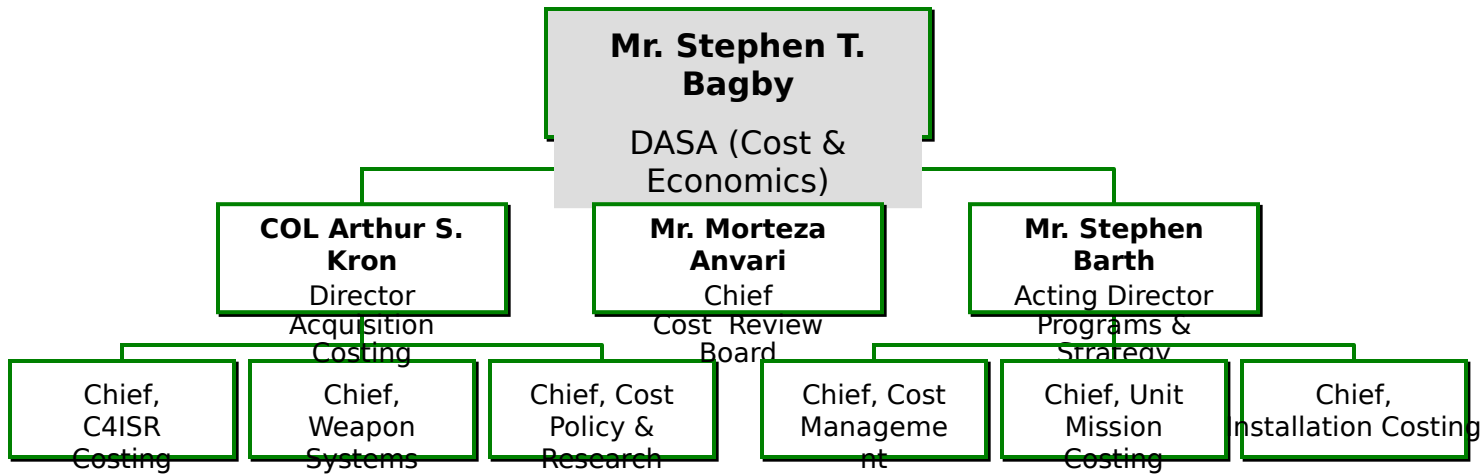 Mr. Stephen T.
Bagby
DASA (Cost &
Economics)
COL Arthur S.
Kron
Director
Acquisition
Costing
Mr. Morteza
Anvari
Chief
Cost Review
Board
Mr. Stephen
Barth
Acting Director
Programs &
Strategy
Chief,
C4ISR
Costing
Chief,
Weapon
Systems
Chief, Cost
Policy &
Research
Chief, Cost
Manageme
nt
Chief, Unit
Mission
Costing
Chief,
Installation Costing